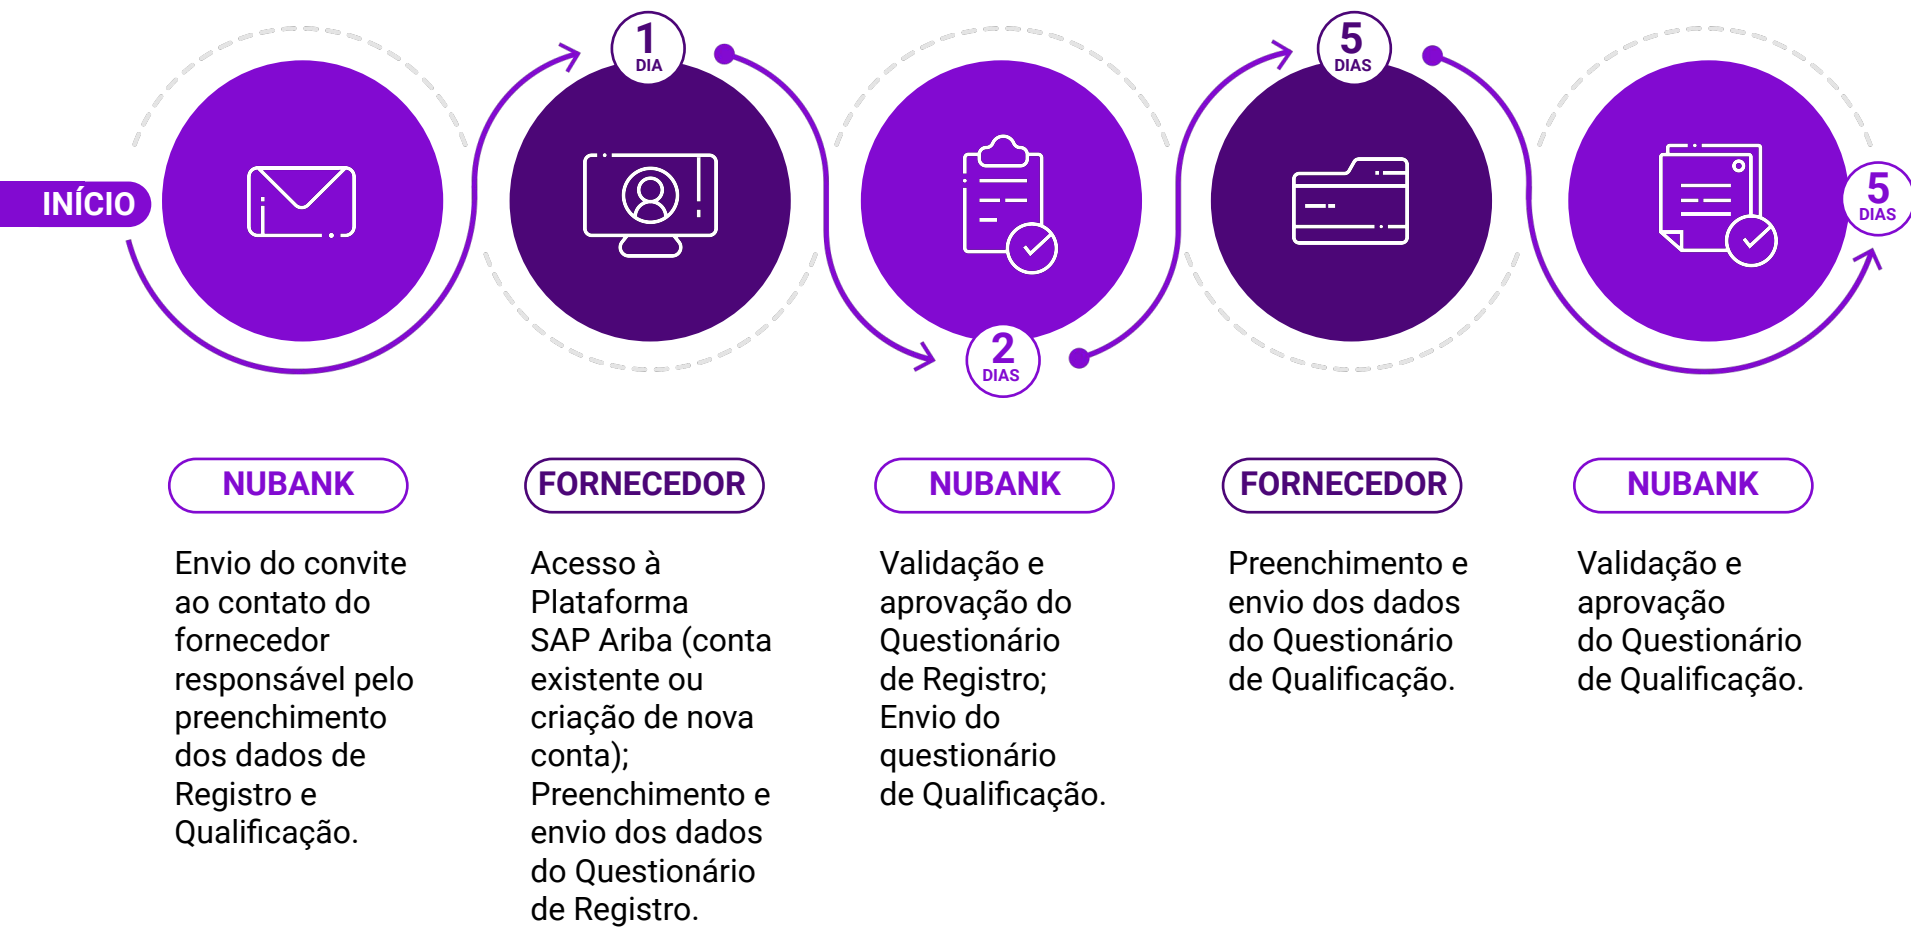 INÍCIO
1
DIA
2
DIAS
5
DIAS
5
DIAS
NUBANK
Envio do convite
ao contato do
fornecedor
responsável pelo
preenchimento
dos dados de
Registro e
Qualificação.
FORNECEDOR
Acesso à
Plataforma
SAP Ariba (conta
existente ou
criação de nova
conta);
Preenchimento e
envio dos dados
do Questionário
de Registro.
NUBANK
Validação e
aprovação do
Questionário
de Registro;
Envio do
questionário
de Qualificação.
FORNECEDOR
Preenchimento e
envio dos dados
do Questionário
de Qualificação.
NUBANK
Validação e
aprovação
do Questionário
de Qualificação.